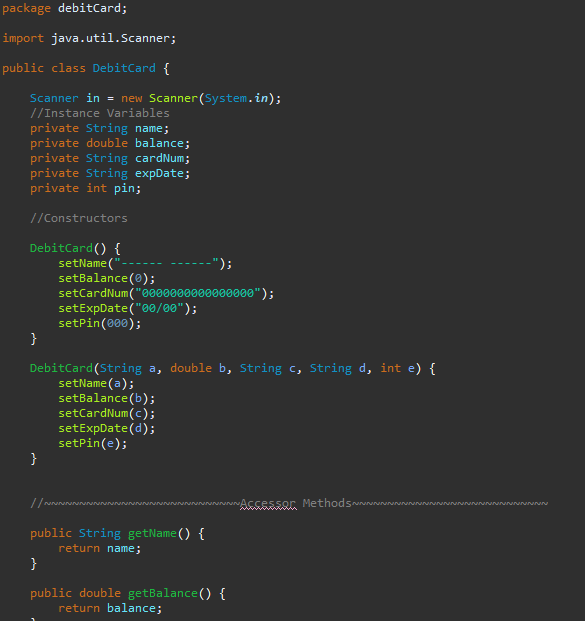 package debitCard;
import java.util.Scanner;
public class DebitCard {
Scanner in = new Scanner(System.in);
//Instance Variables
private String name;
private double balance;
private String cardNum;
private String expDate;
private int pin;
//Constructors
DebitCard() {
setName("------ ------");
setBalance(0);
setCardNum("0000000000000000");
setExpDate("00/00");
setPin(000);
}
DebitCard(String a, double b, String c, String d, int e) {
setName(a);
setBalance(b);
setCardNum(c);
setExpDate(d);
setPin(e);
}
//~~~~~~~~~~~~~~~~~~~~~~~~~~~~Accessor Methods~~~~~~~~~~~~~~~~~~~~~~~~~~~~
public String getName() {
return name;
}
public double getBalance() {
return balance;
}